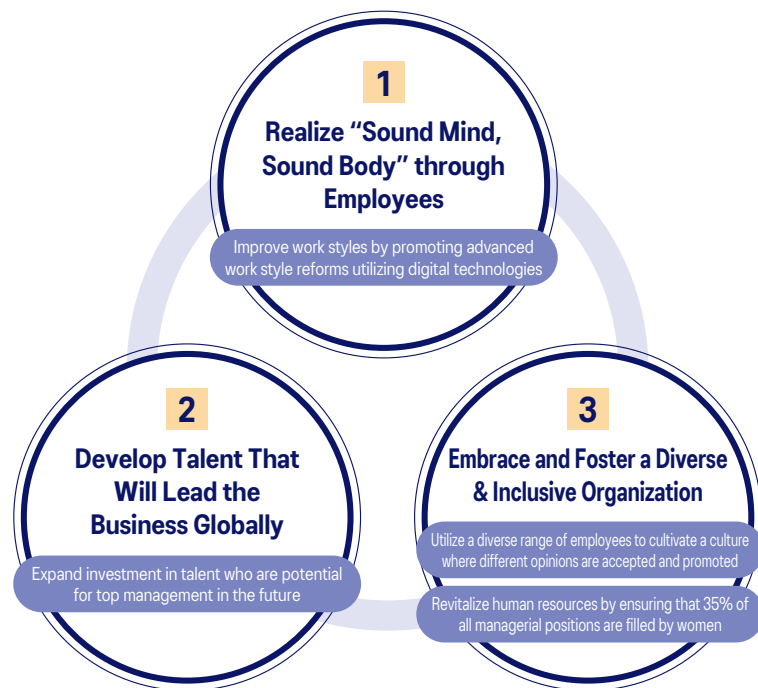 1
Realize “Sound Mind,
Sound Body” through
Employees
Improve work styles by promoting advanced
work style reforms utilizing digital technologies
2
Develop Talent That
Will Lead the
Business Globally
Expand investment in talent who are potential
for top management in the future
3
Embrace and Foster a Diverse
& Inclusive Organization
Utilize a diverse range of employees to cultivate a culture
where different opinions are accepted and promoted
Revitalize human resources by ensuring that 35% of
all managerial positions are filled by women